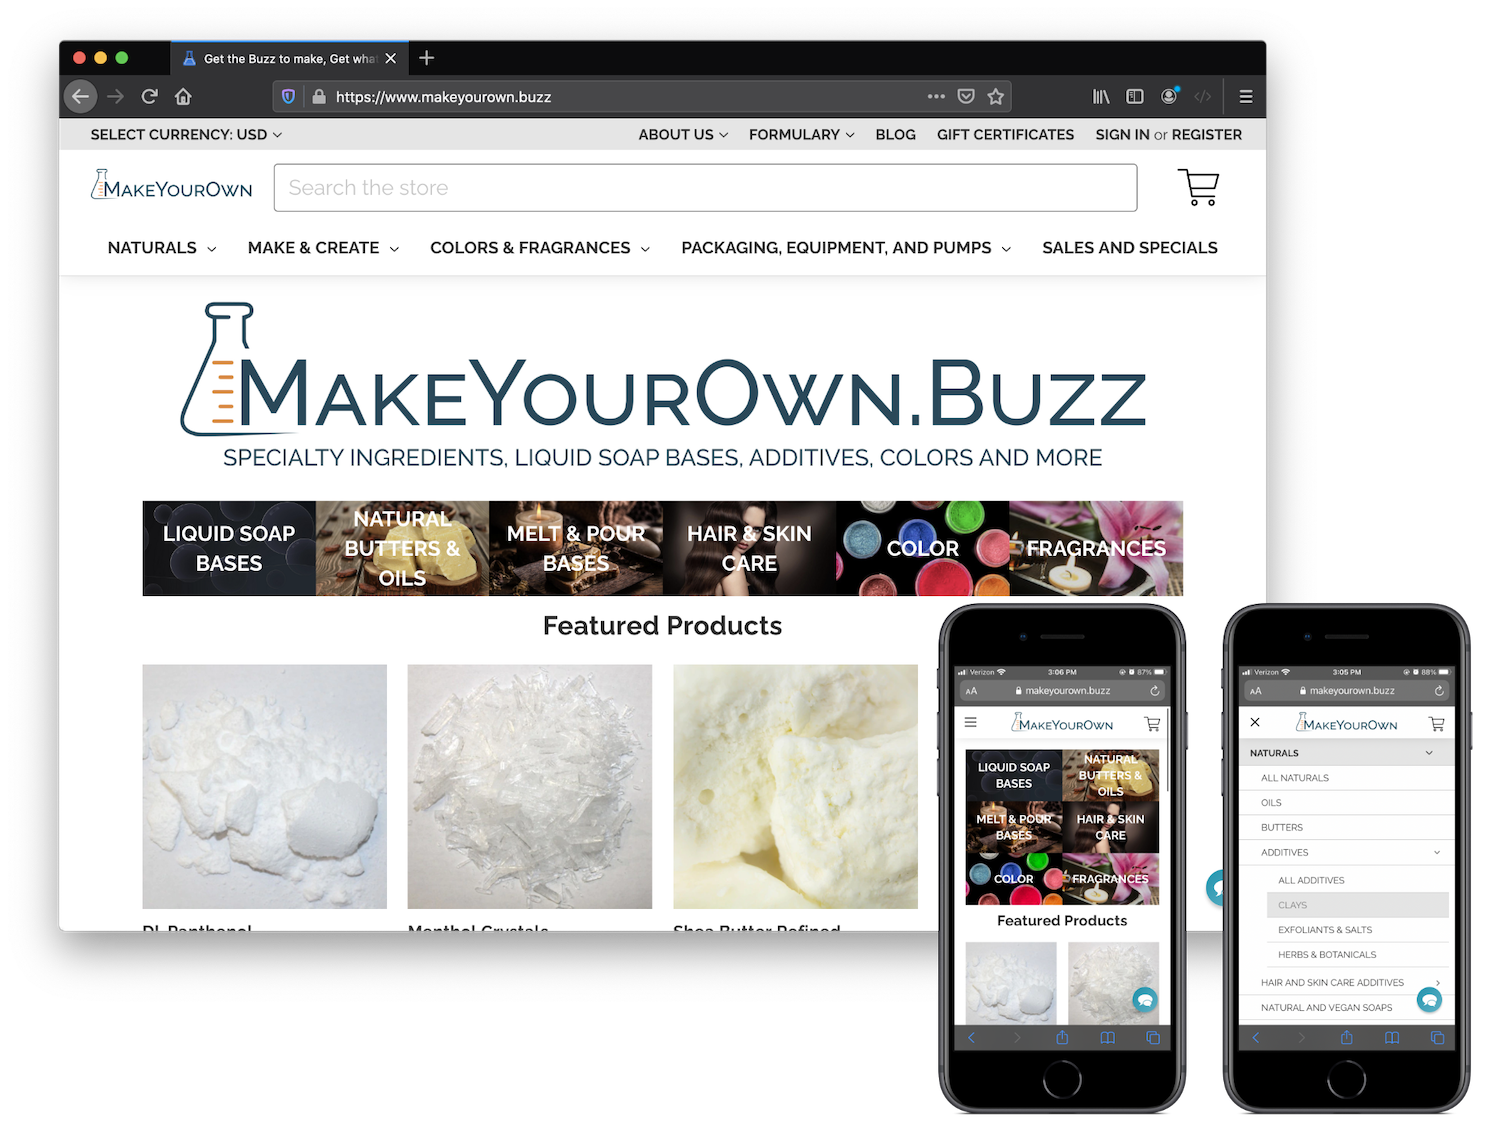 Get the Buzz to make, Get wha
https://www.makeyourown.buzz
SELECT CURRENCY: USD
ABOUT US
FORMULARY
BLOG
GIFT CERTIFICATES
SIGN IN or REGISTER
MAKEYOUROWN
Search the store
NATURALS
MAKE & CREATE
COLORS & FRAGRANCES
PACKAGING, EQUIPMENT, AND PUMPS
SALES AND SPECIALS
MAKEYOUROWN.BUZZ
SPECIALTY INGREDIENTS, LIQUID SOAP BASES, ADDITIVES, COLORS AND MORE
LIQUID SOAP
BASES
NATURAL
BUTTERS &
OILS
MELT & POUR
BASES
HAIR & SKIN
CARE
COLOR
FRAGRANCES
Featured Products
DL Panthenol
Menthol Crystals
Shea Butter Refined
Verizon
3:06 PM
87%
AA
makeyourown.buzz
MAKEYOUROWN
LIQUID SOAP
BASES
NATURAL
BUTTERS &
OILS
MELT & POUR
BASES
HAIR & SKIN
CARE
COLOR
FRAGRANCES
Featured Products
Verizon
3:05 PM
88%
AA
makeyourown.buzz
MAKEYOUROWN
NATURALS
ALL NATURALS
OILS
BUTTERS
ADDITIVES
ALL ADDITIVES
CLAYS
EXFOLIANTS & SALTS
HERBS & BOTANICALS
HAIR AND SKIN CARE ADDITIVES
NATURAL AND VEGAN SOAPS